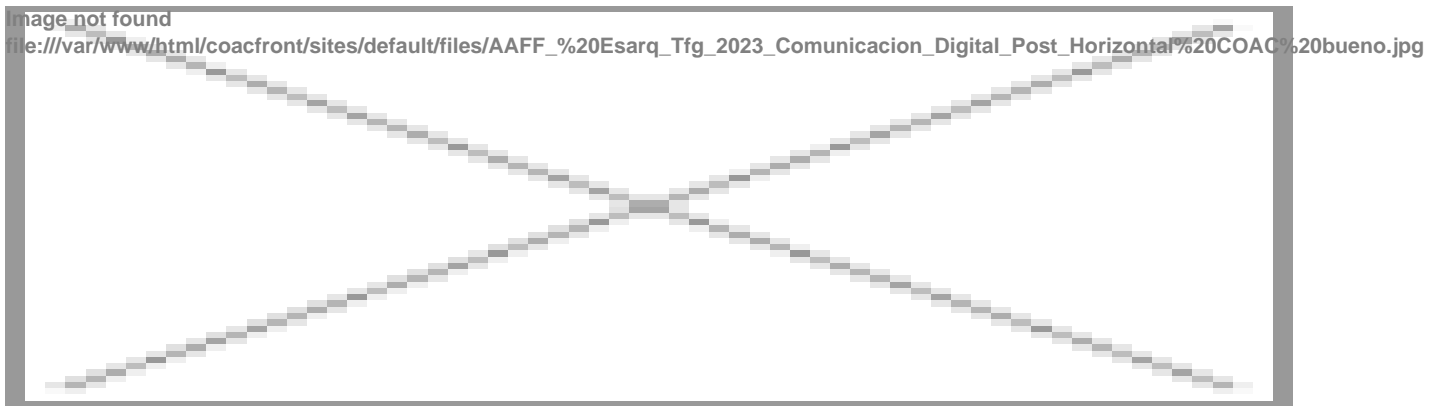 Image not found
file:///var/www/html/coacfront/sites/default/files/AAFF_%20Esarq_Tfg_2023_Comunicacion_Digital_Post_Horizontal%20COAC%20bueno.jpg